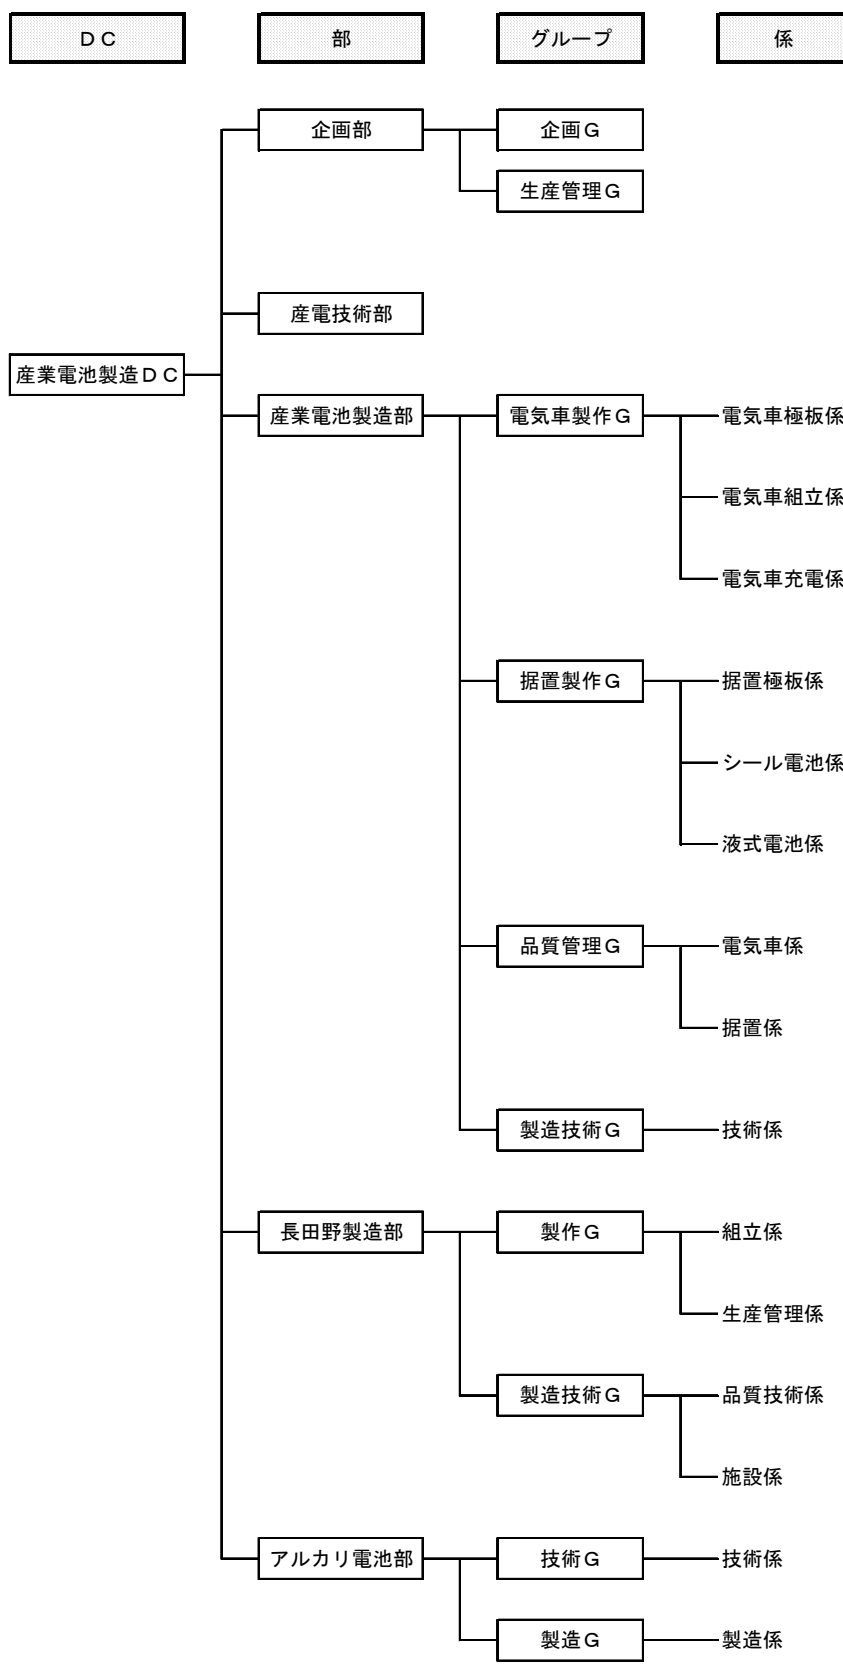 ＤＣ 部 グループ 係
企画部 企画Ｇ
生産管理Ｇ
産電技術部
産業電池製造ＤＣ
産業電池製造部 電気車製作Ｇ 電気車極板係
電気車組立係
電気車充電係
据置製作Ｇ 据置極板係
シール電池係
液式電池係
品質管理Ｇ 電気車係
据置係
製造技術Ｇ 技術係
長田野製造部 製作Ｇ 組立係
生産管理係
製造技術Ｇ 品質技術係
施設係
アルカリ電池部 技術Ｇ 技術係
製造Ｇ 製造係